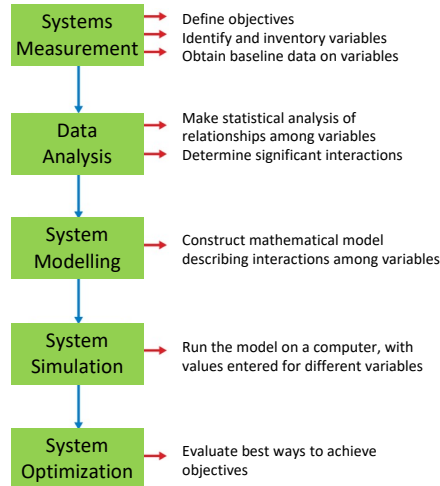 Systems
Measurement
Define objectives
Identify and inventory variables
Obtain baseline data on variables
Data
Analysis
Make statistical analysis of
relationships among variables
Determine significant interactions
System
Modelling
Construct mathematical model
describing interactions among variables
System
Simulation
Run the model on a computer, with
values entered for different variables
System
Optimization
Evaluate best ways to achieve
objectives